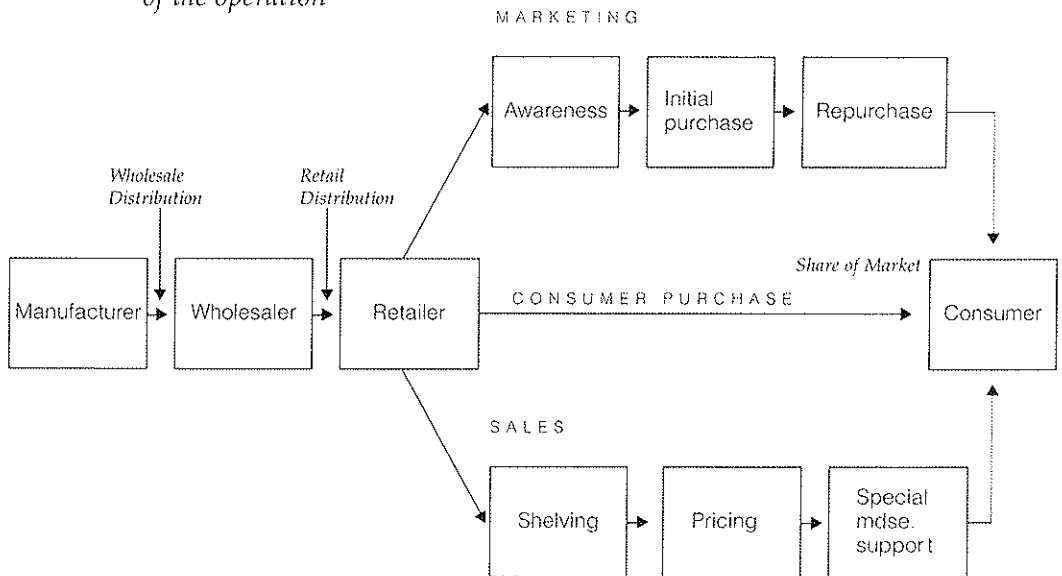 of the operation
MARKETING
Awareness
Initial
purchase
Repurchase
Wholesale
Distribution
Retail
Distribution
Manufacturer
Wholesaler
Retailer
CONSUMER PURCHASE
Share of Market
Consumer
SALES
Shelving
Pricing
Special
mdse.
support